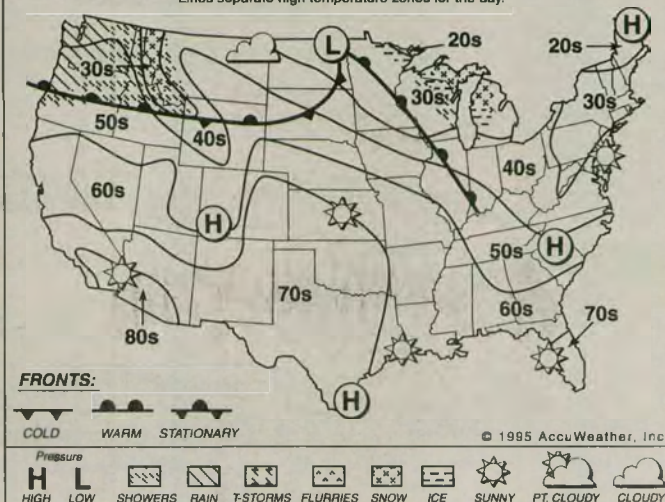 Lines separate high temperature zones for the day.
H
L
20s
20s
30s
30s
30s
50s
40s
40s
60s
H
50s
H
70s
60s
70s
80s
H
FRONTS:
COLD WARM STATIONARY
© 1995 AccuWeather, Inc
Pressure
H L
HIGH LOW SHOWERS RAIN T-STORMS FLURRIES SNOW ICE SUNNY PT. CLOUDY CLOUDY